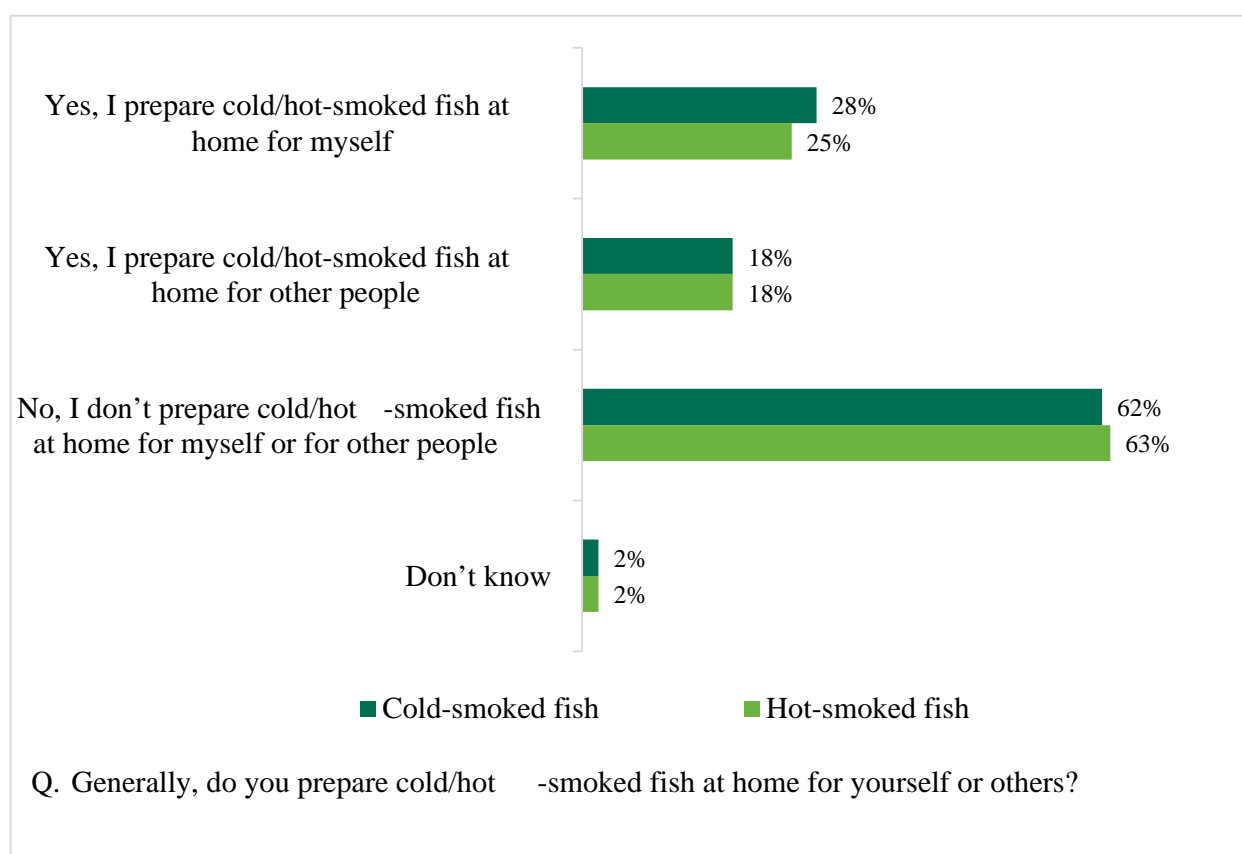 Yes, I prepare cold/hot-smoked fish at
home for myself
28%
25%
Yes, I prepare cold/hot-smoked fish at
home for other people
18%
18%
No, I don’t prepare cold/hot -smoked fish
at home for myself or for other people
62%
63%
Don’t know
2%
2%
Cold-smoked fish Hot-smoked fish
Q. Generally, do you prepare cold/hot -smoked fish at home for yourself or others?